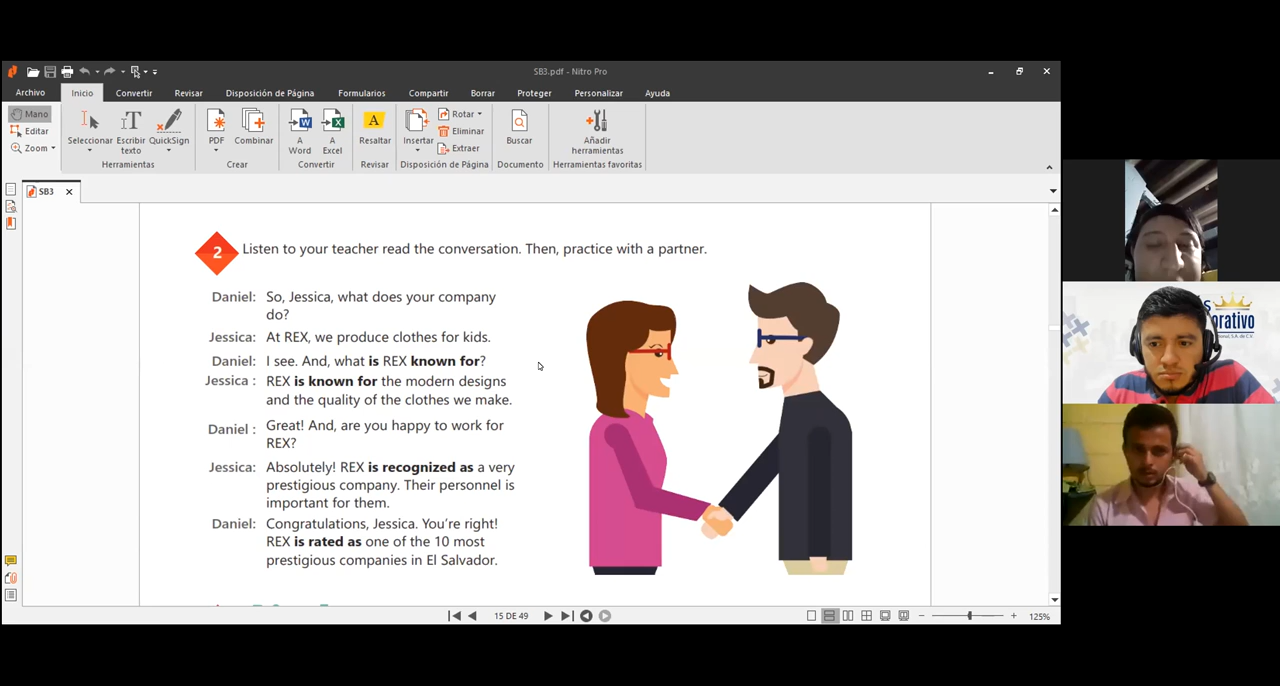 SB3.pdf - Nitro Pro
Archivo Inicio Convertir Revisar Disposición de Página Formularios Compartir Borrar Proteger Personalizar Ayuda
Mano
Editar
Zoom
Seleccionar
Escribir texto
QuickSign
Herramientas
PDF
Combinar
Crear
A Word
A Excel
Convertir
Resaltar
Revisar
Insertar
Rotar
Eliminar
Extraer
Disposición de Página
Buscar
Documento
Añadir herramientas
Herramientas favoritas
SB3
2 Listen to your teacher read the conversation. Then, practice with a partner.
Daniel: So, Jessica, what does your company
do?
Jessica: At REX, we produce clothes for kids.
Daniel: I see. And, what is REX known for?
Jessica : REX is known for the modern designs
and the quality of the clothes we make.
Daniel : Great! And, are you happy to work for
REX?
Jessica: Absolutely! REX is recognized as a very
prestigious company. Their personnel is
important for them.
Daniel: Congratulations, Jessica. You’re right!
REX is rated as one of the 10 most
prestigious companies in El Salvador.
15 DE 49
125%
orativo